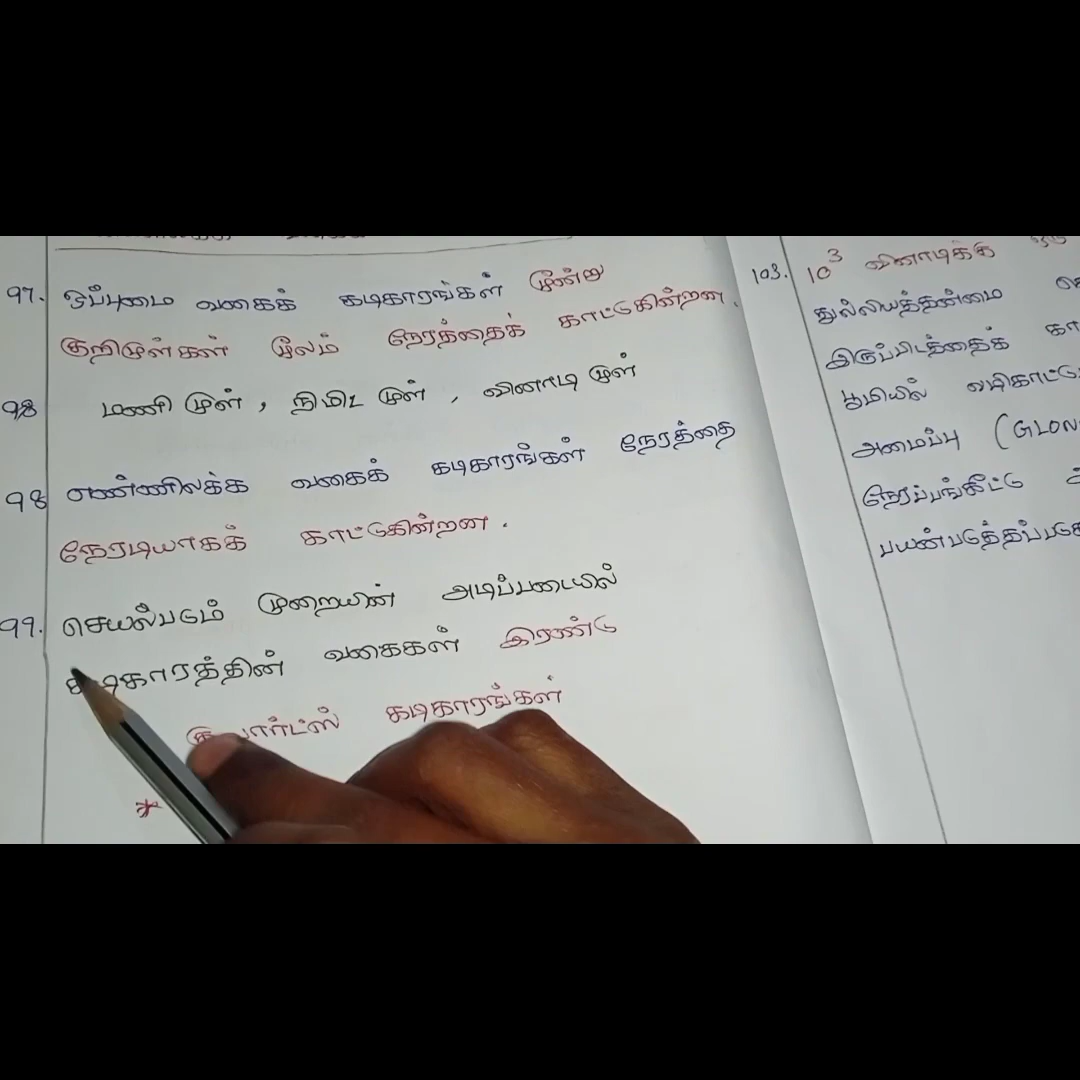 97. ஒப்புமை வகைக் கடிகாரங்கள் மூன்று
குறிமுள்கள் மூலம் நேரத்தைக் காட்டுகின்றன.
98 மணி முள், நிமிட முள், வினாடி முள்
98 எண்ணிலக்க வகைக் கடிகாரங்கள் நேரத்தை
நேரடியாகக் காட்டுகின்றன.
99. செயல்படும் முறையின் அடிப்படையில்
கடிகாரத்தின் வகைகள் இரண்டு
குவார்ட்ஸ் கடிகாரங்கள்
*
103. 10³ வினாடிக்கு
துல்லியத்தன்மை
இருப்பிடத்தைக்
பூமியில் வழிகாட்டு
அமைப்பு (GLON
நேரப்பங்கீட்டு
பயன்படுத்தப்படு